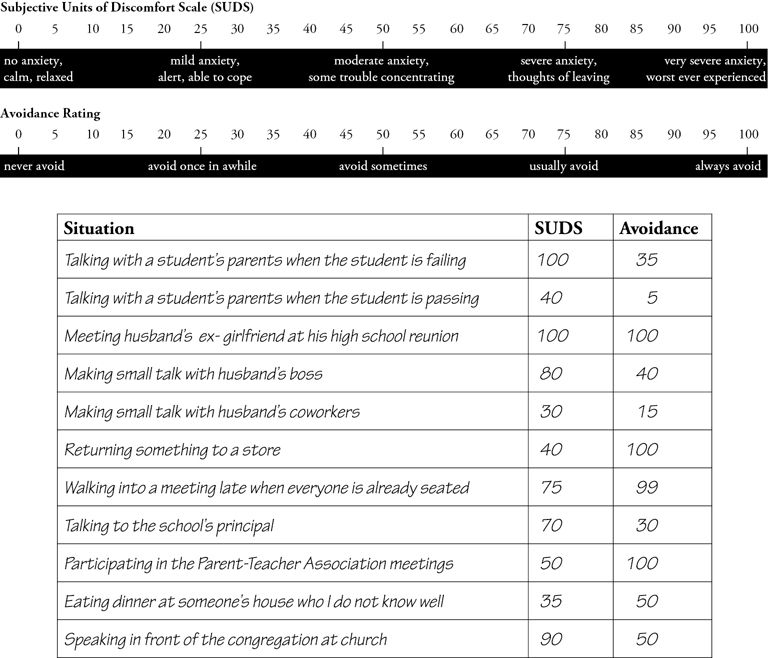 Subjective Units of Discomfort Scale (SUDS)
0 5 10 15 20 25 30 35 40 45 50 55 60 65 70 75 80 85 90 95 100
no anxiety, mild anxiety, moderate anxiety, severe anxiety, very severe anxiety,
calm, relaxed alert, able to cope some trouble concentrating thoughts of leaving worst ever experienced
Avoidance Rating
0 5 10 15 20 25 30 35 40 45 50 55 60 65 70 75 80 85 90 95 100
never avoid avoid once in awhile avoid sometimes usually avoid always avoid
Situation SUDS Avoidance
Talking with a student's parents when the student is failing 100 35
Talking with a student's parents when the student is passing 40 5
Meeting husband's ex- girlfriend at his high school reunion 100 100
Making small talk with husband's boss 80 40
Making small talk with husband's coworkers 30 15
Returning something to a store 40 100
Walking into a meeting late when everyone is already seated 75 99
Talking to the school's principal 70 30
Participating in the Parent-Teacher Association meetings 50 100
Eating dinner at someone's house who I do not know well 35 50
Speaking in front of the congregation at church 90 50